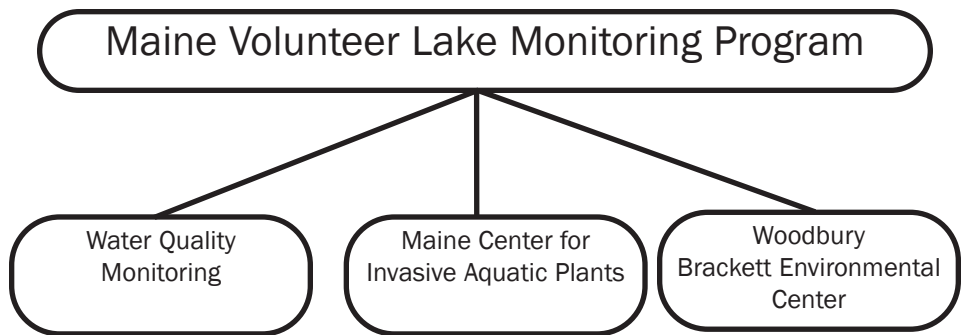 Maine Volunteer Lake Monitoring Program
Water Quality
Monitoring
Maine Center for
Invasive Aquatic Plants
Woodbury
Brackett Environmental
Center